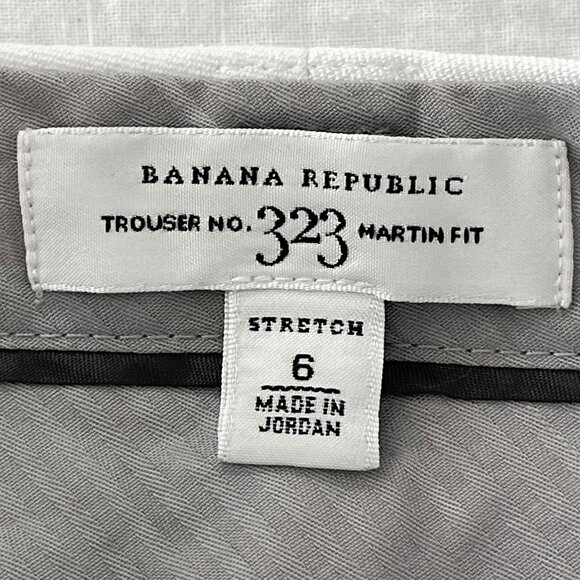 BANANA REPUBLIC
TROUSER NO. 323 MARTIN FIT
STRETCH
6
MADE IN
JORDAN